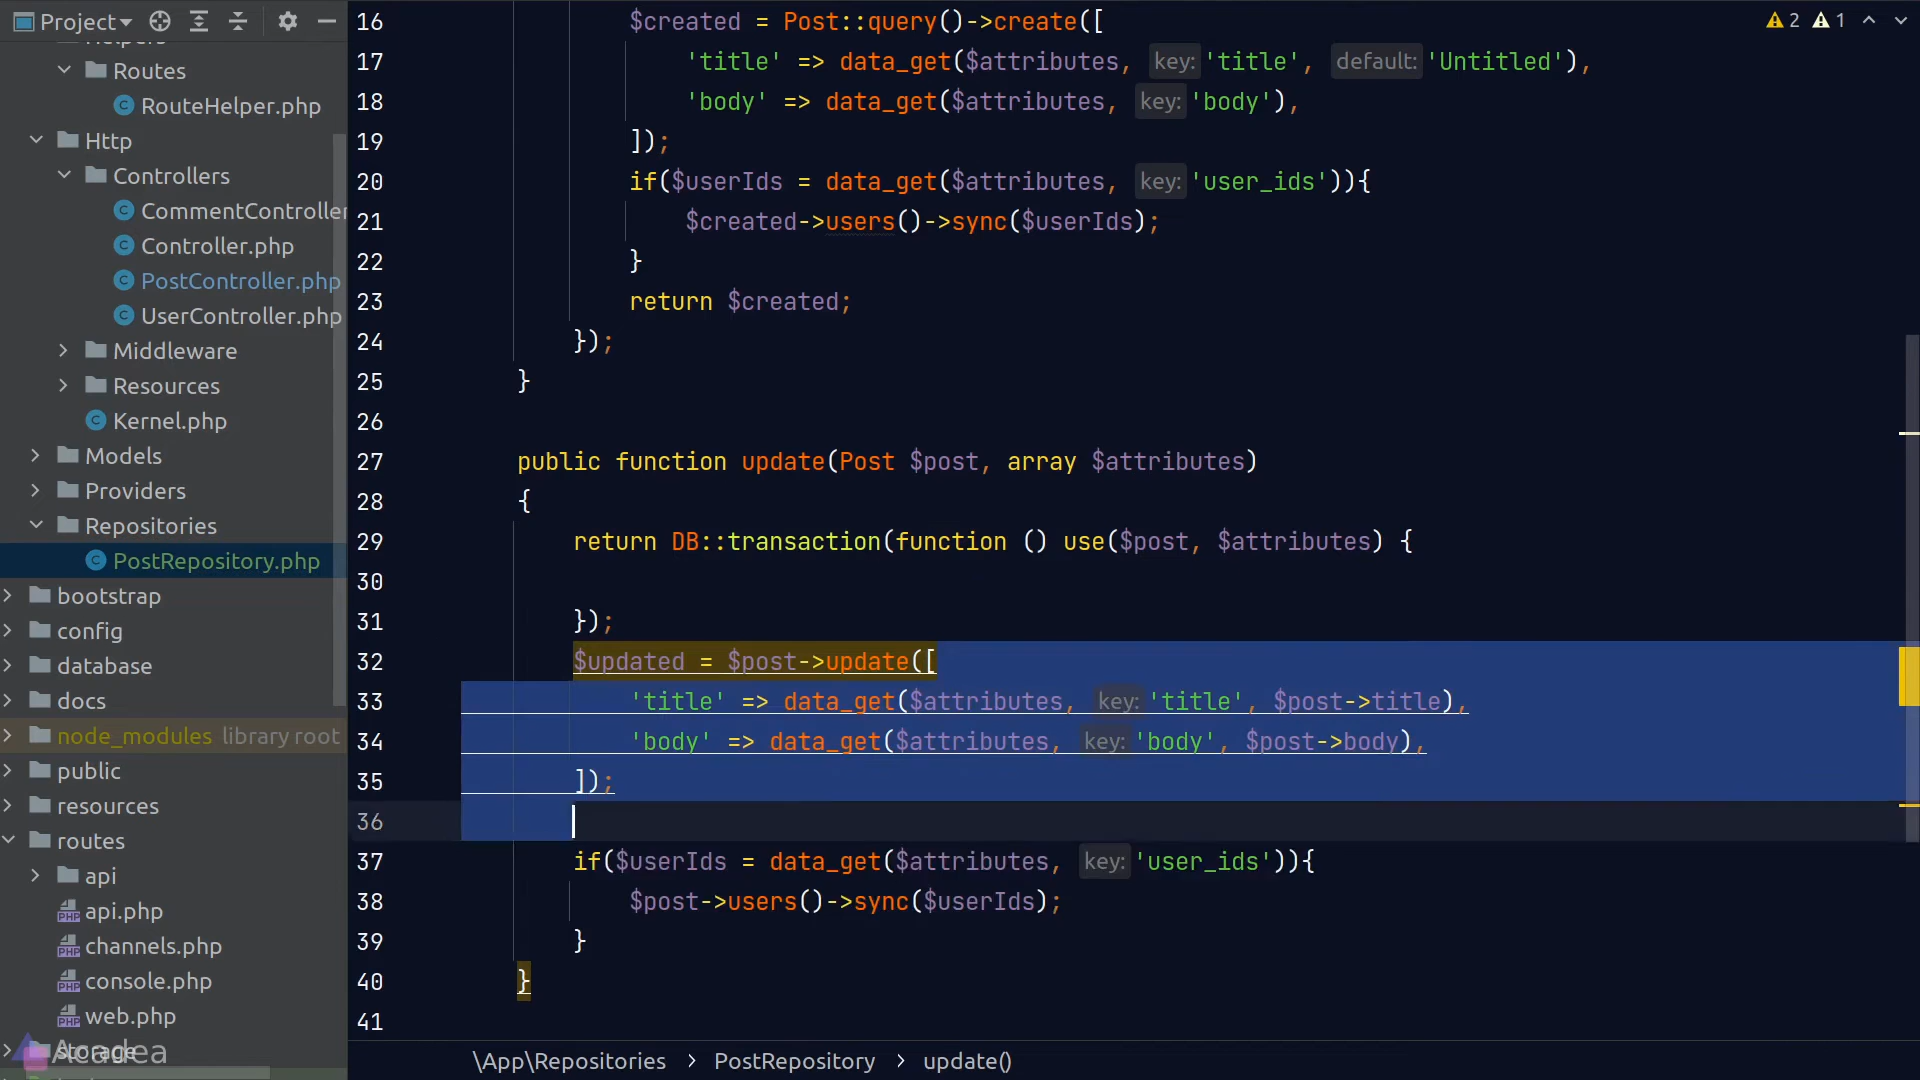 Project
Helpers
Routes
RouteHelper.php
Http
Controllers
CommentController
Controller.php
PostController.php
UserController.php
Middleware
Resources
Kernel.php
Models
Providers
Repositories
PostRepository.php
bootstrap
config
database
docs
node_modules library root
public
resources
routes
api
api.php
channels.php
console.php
web.php
storage
Acadea
2 1
16 $created = Post::query()->create([
17 'title' => data_get($attributes, key: 'title', default: 'Untitled'),
18 'body' => data_get($attributes, key: 'body'),
19 ]);
20 if($userIds = data_get($attributes, key: 'user_ids')){
21 $created->users()->sync($userIds);
22 }
23 return $created;
24 });
25 }
26
27 public function update(Post $post, array $attributes)
28 {
29 return DB::transaction(function () use($post, $attributes) {
30
31 });
32 $updated = $post->update([
33 'title' => data_get($attributes, key: 'title', $post->title),
34 'body' => data_get($attributes, key: 'body', $post->body),
35 ]);
36
37 if($userIds = data_get($attributes, key: 'user_ids')){
38 $post->users()->sync($userIds);
39 }
40 }
41
\App\Repositories > PostRepository > update()